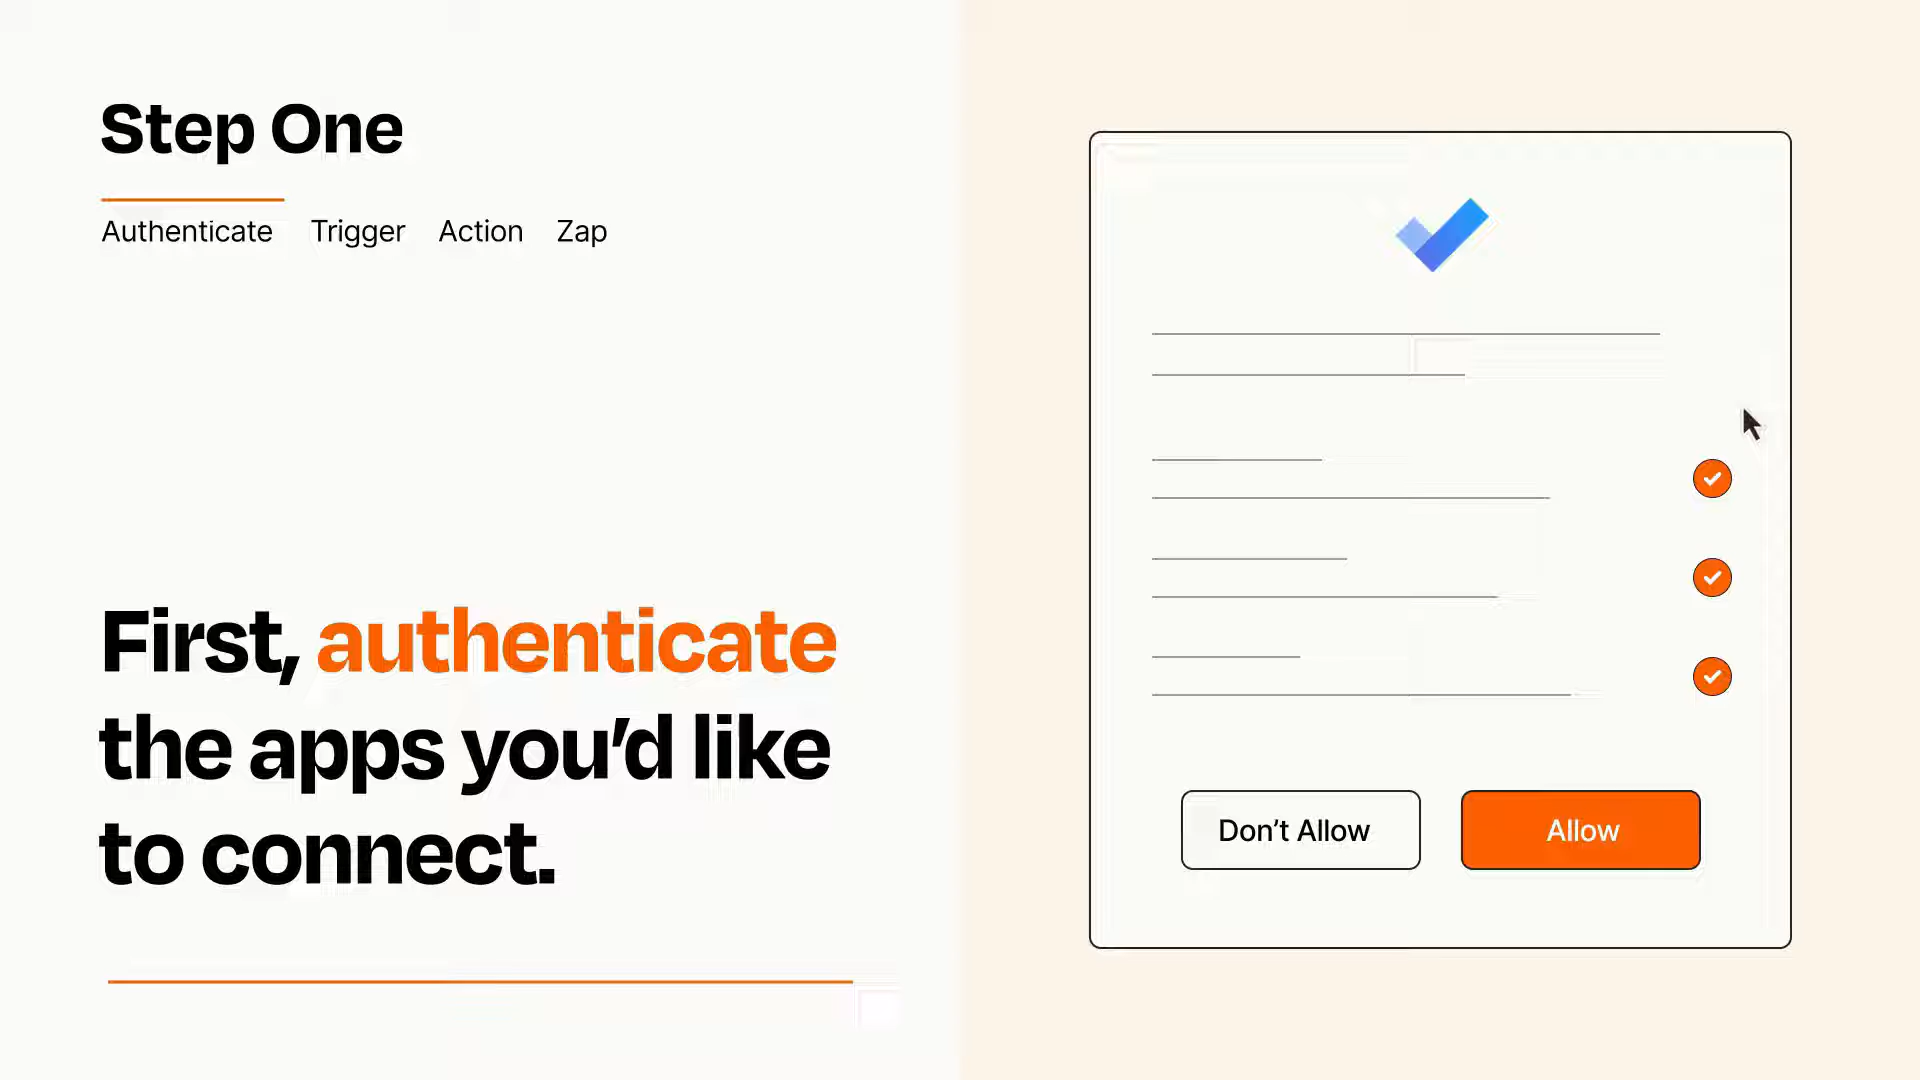 Step One
Authenticate Trigger Action Zap
First, authenticate
the apps you’d like
to connect.
Don’t Allow Allow